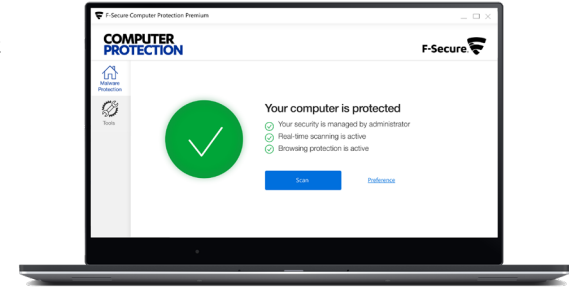 F-Secure Computer Protection Premium
COMPUTER
PROTECTION
F-Secure.
Malware
Protection
Tools
Your computer is protected
Your security is managed by administrator
Real-time scanning is active
Browsing protection is active
Scan
Preference